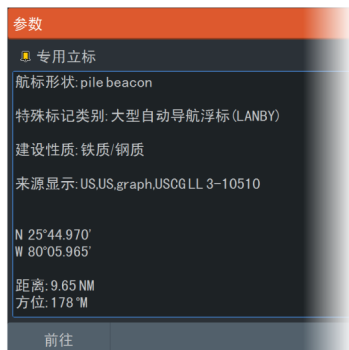 参数
专用立标
航标形状: pile beacon
特殊标记类别: 大型自动导航浮标(LANBY)
建设性质: 铁质/钢质
来源显示: US,US,graph,USCG LL 3-10510
N 25°44.970'
W 80°05.965'
距离: 9.65 NM
方位: 178 °M
前往